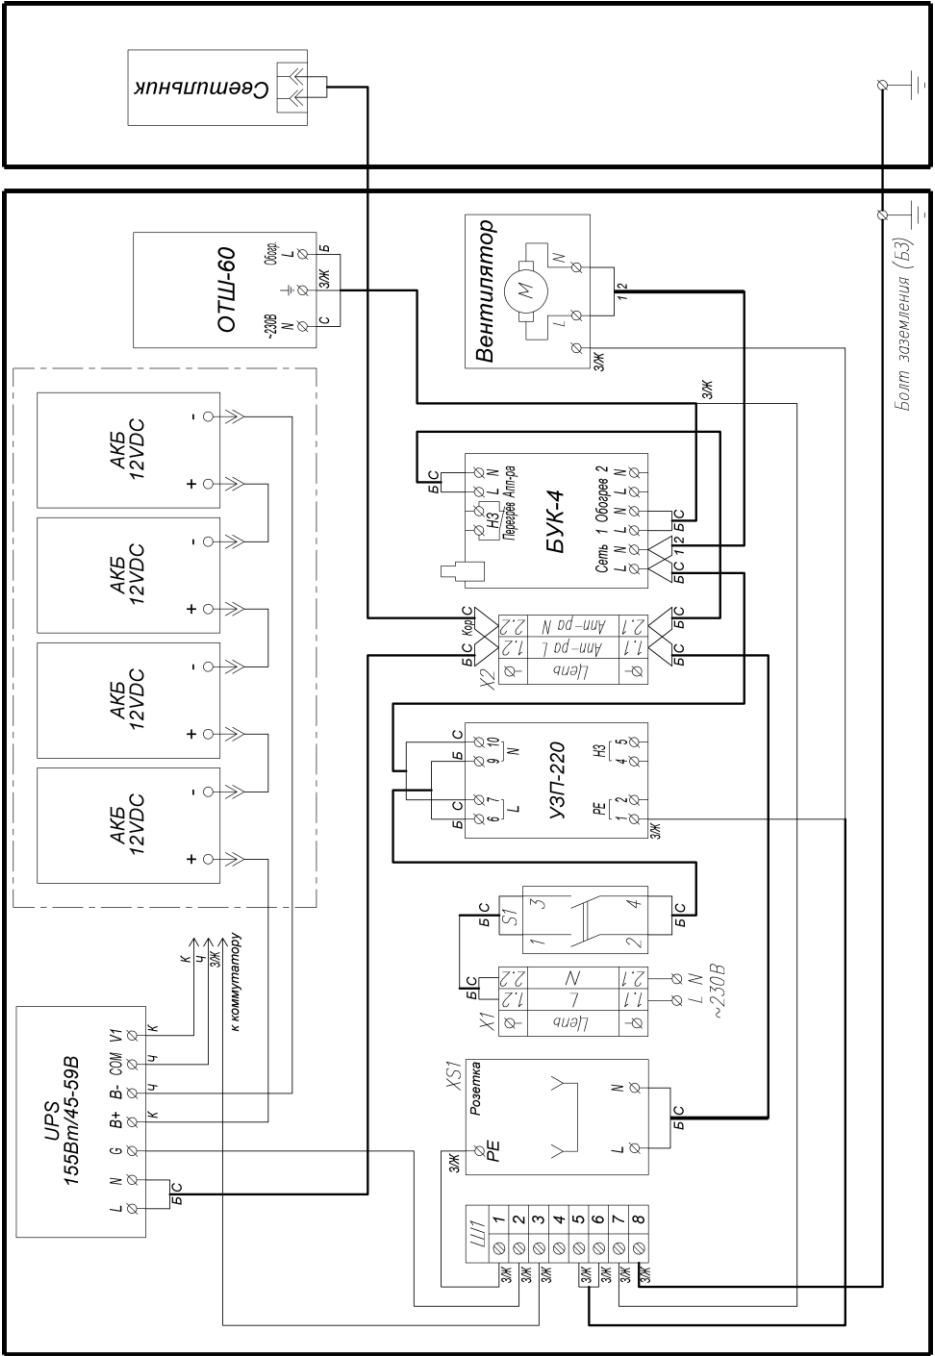 Светильник
ОТШ-60
~230В
Обогр.
N
L
С
З/Ж
Б
Вентилятор
М
L
N
З/Ж
1
2
Болт заземления (БЗ)
АКБ
12VDC
+
-
АКБ
12VDC
+
-
АКБ
12VDC
+
-
АКБ
12VDC
+
-
БУК-4
НЗ
Перегрев
Апп-ра
L
N
Б
С
Сеть
1 Обогрев 2
L
N
L
N
L
N
Б
С
1
2
Б
С
З/Ж
X2
Цепь
Апп-ра L
Апп-ра N
1.2
2.2
1.1
2.1
Б
С
Кор
С
Б
С
Б
С
УЗП-220
6
7
9
10
L
N
Б
С
Б
С
PE
1
2
НЗ
4
5
З/Ж
S1
1
3
2
4
Б
С
Б
С
X1
Цепь
L
N
1.2
2.2
1.1
2.1
Б
С
L
N
~230В
XS1
Розетка
PE
З/Ж
L
N
Б
С
UPS
155Вт/45-59В
L
N
G
B+
B-
COM
V1
Б
С
К
Ч
Ч
К
К
Ч
З/Ж
к коммутатору
Ш1
1
2
3
4
5
6
7
8
З/Ж
З/Ж
З/Ж
З/Ж
З/Ж
З/Ж
З/Ж